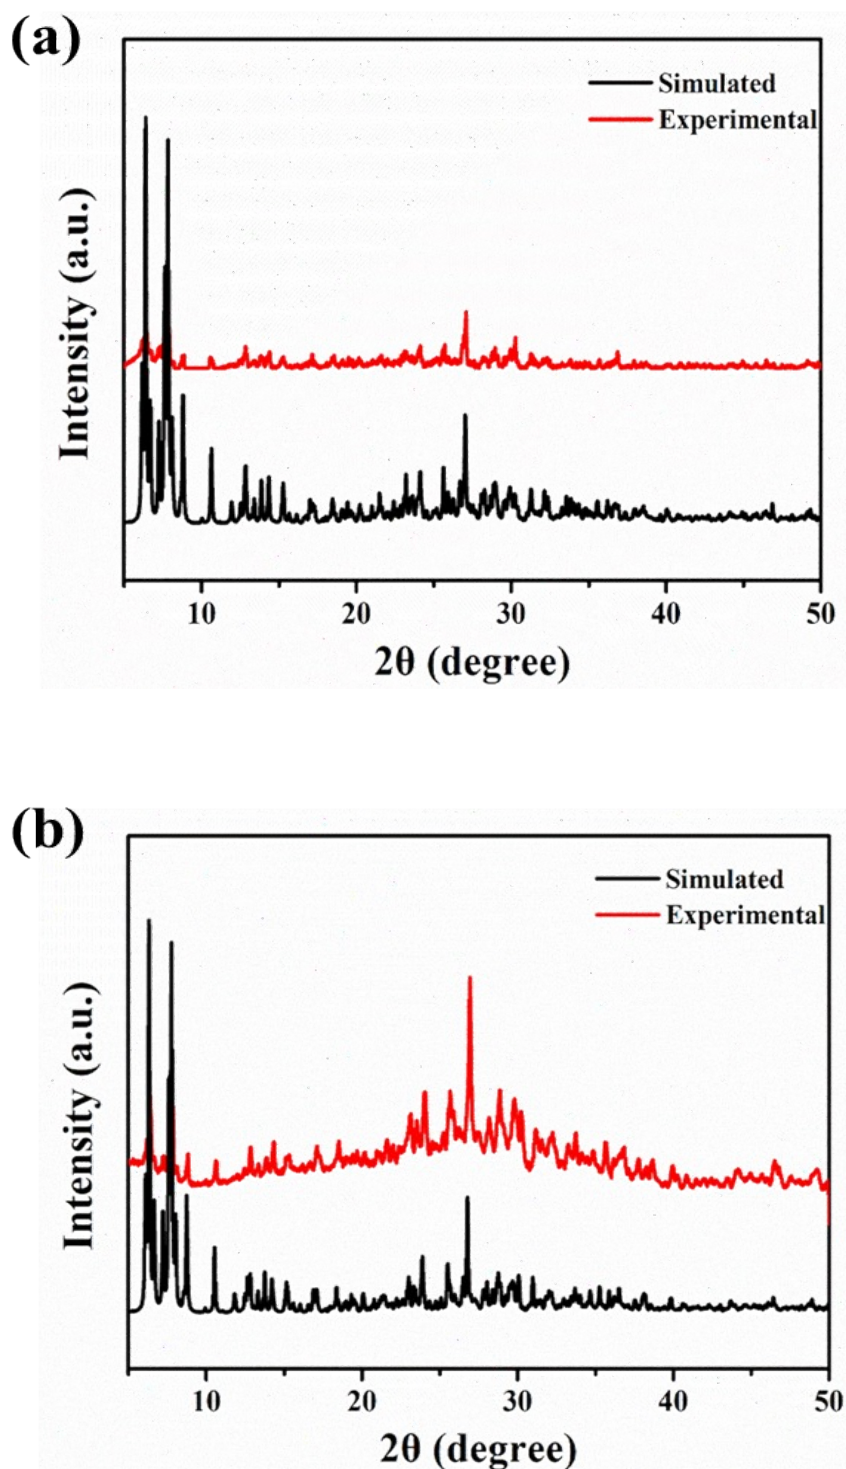 (a)
Simulated
Experimental
Intensity (a.u.)
10 20 30 40 50
2θ (degree)
(b)
Simulated
Experimental
Intensity (a.u.)
10 20 30 40 50
2θ (degree)